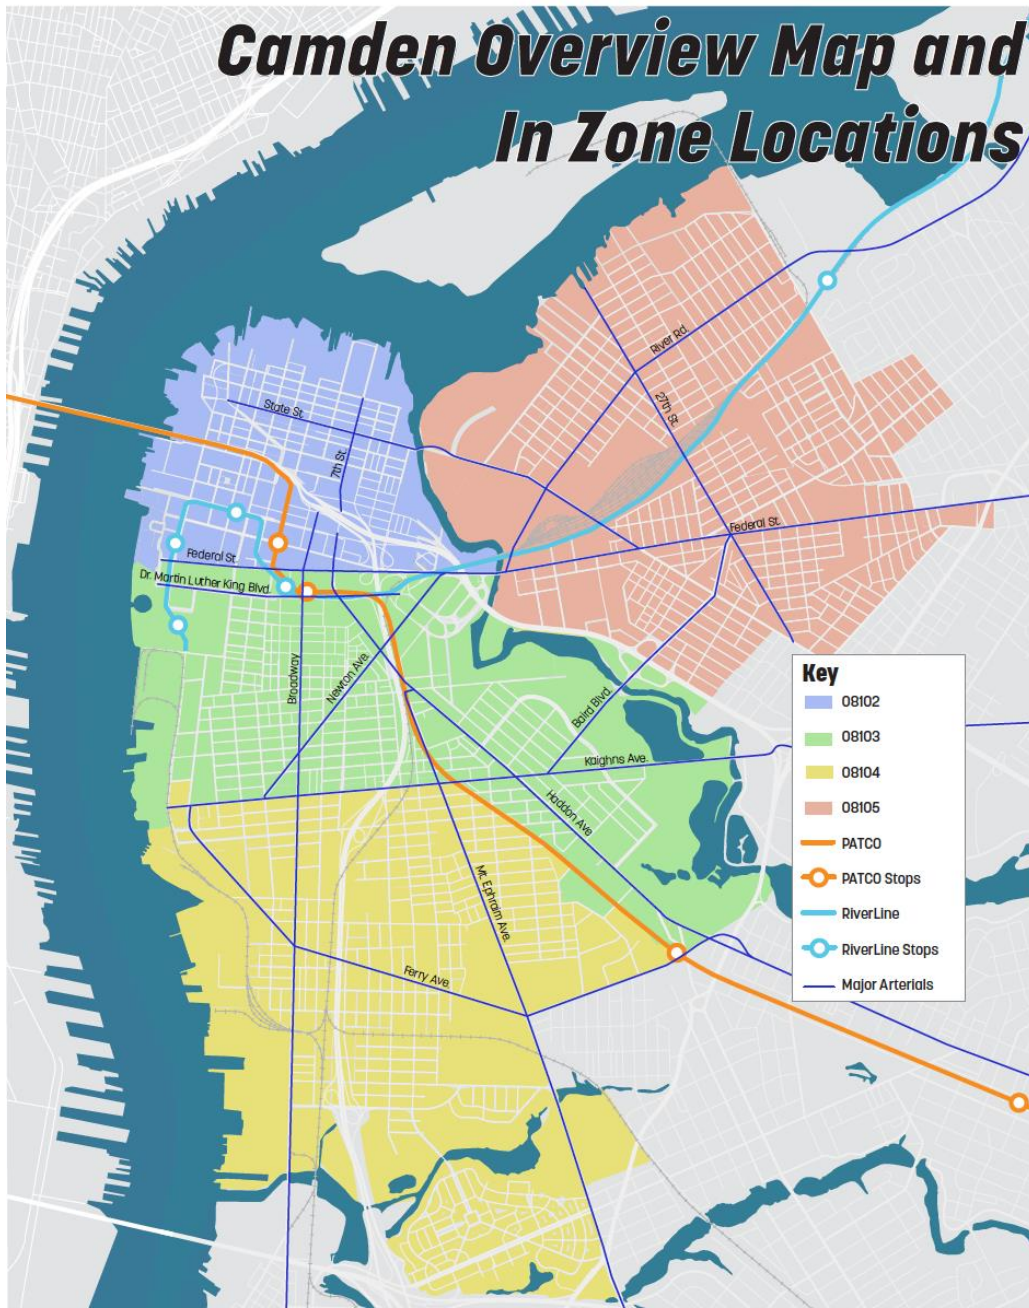 Camden Overview Map and
In Zone Locations
River Rd.
27th St.
State St.
7th St.
Federal St.
Federal St.
Dr. Martin Luther King Blvd.
Broadway
Newton Ave.
Baird Blvd.
Kaighns Ave.
Haddon Ave
Mt. Ephraim Ave.
Ferry Ave.
Key
08102
08103
08104
08105
PATCO
PATCO Stops
RiverLine
RiverLine Stops
Major Arterials